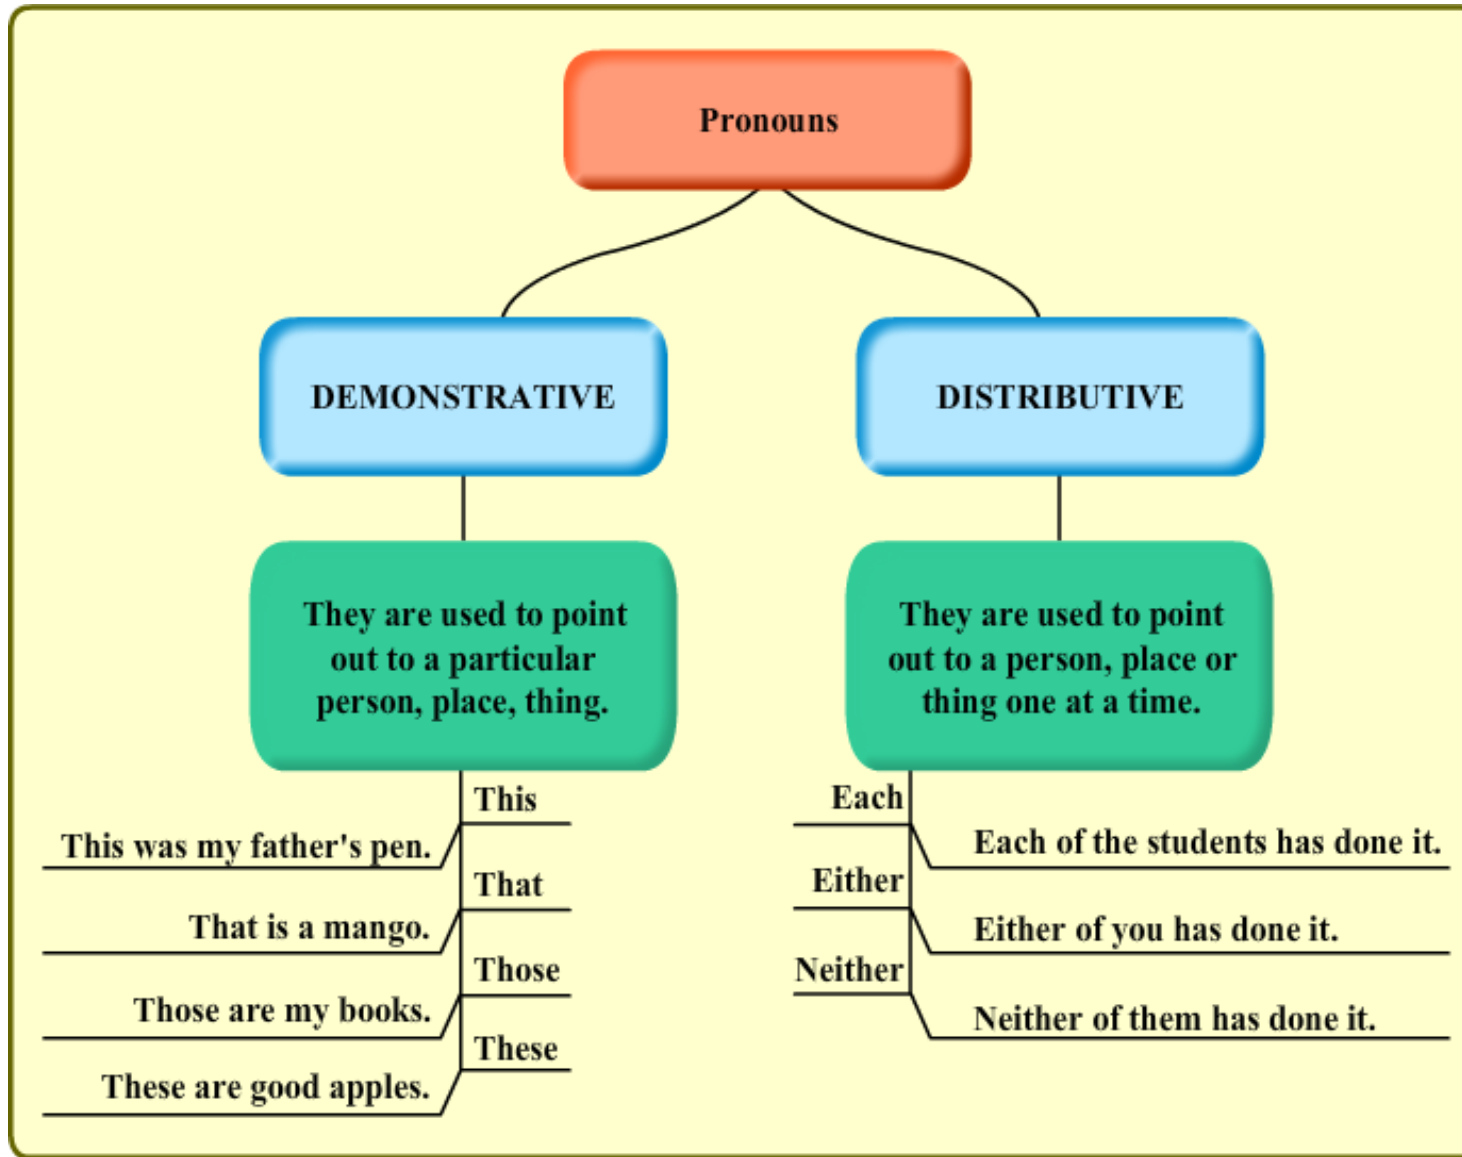 Pronouns
DEMONSTRATIVE
DISTRIBUTIVE
They are used to point
out to a particular
person, place, thing.
They are used to point
out to a person, place or
thing one at a time.
This
This was my father's pen.
That
That is a mango.
Those
Those are my books.
These
These are good apples.
Each
Each of the students has done it.
Either
Either of you has done it.
Neither
Neither of them has done it.